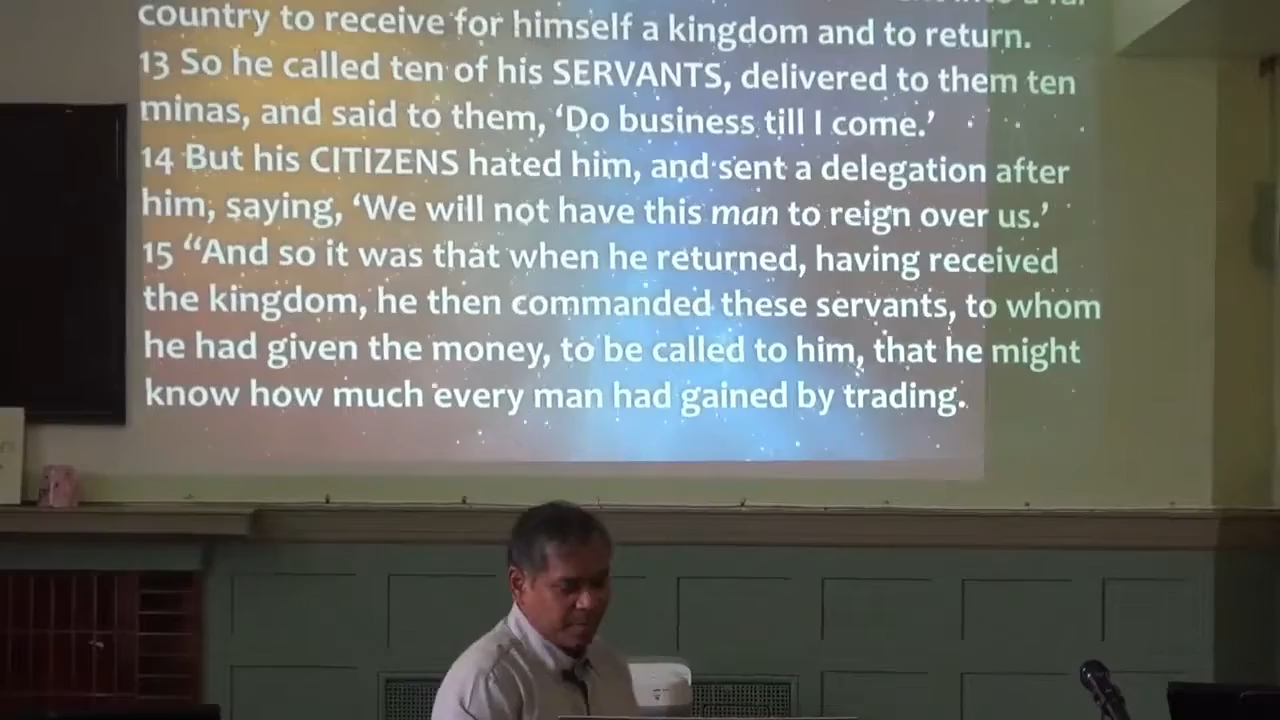 country to receive for himself a kingdom and to return.
13 So he called ten of his SERVANTS, delivered to them ten
minas, and said to them, ‘Do business till I come.’
14 But his CITIZENS hated him, and sent a delegation after
him, saying, ‘We will not have this man to reign over us.’
15 “And so it was that when he returned, having received
the kingdom, he then commanded these servants, to whom
he had given the money, to be called to him, that he might
know how much every man had gained by trading.